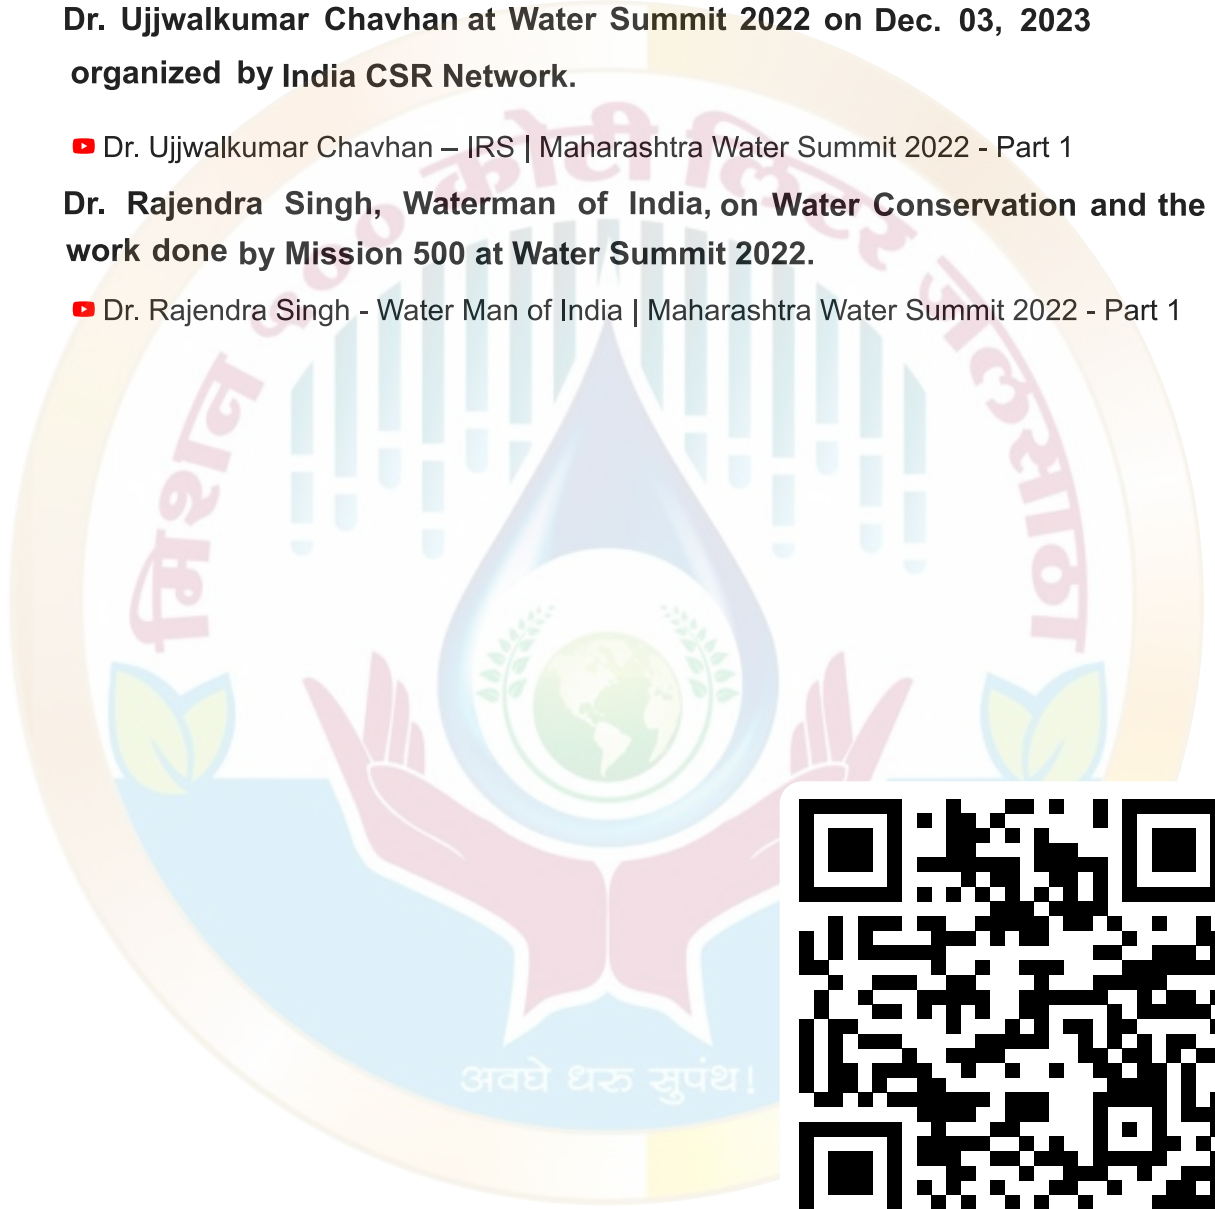 Dr. Ujjwalkumar Chavhan at Water Summit 2022 on Dec. 03, 2023
organized by India CSR Network.
Dr. Ujjwalkumar Chavhan – IRS | Maharashtra Water Summit 2022 - Part 1
Dr. Rajendra Singh, Waterman of India, on Water Conservation and the
work done by Mission 500 at Water Summit 2022.
Dr. Rajendra Singh - Water Man of India | Maharashtra Water Summit 2022 - Part 1
मिशन ५०० कोटी लिटर जलसाठा
अवघे धरु सुपंथ!